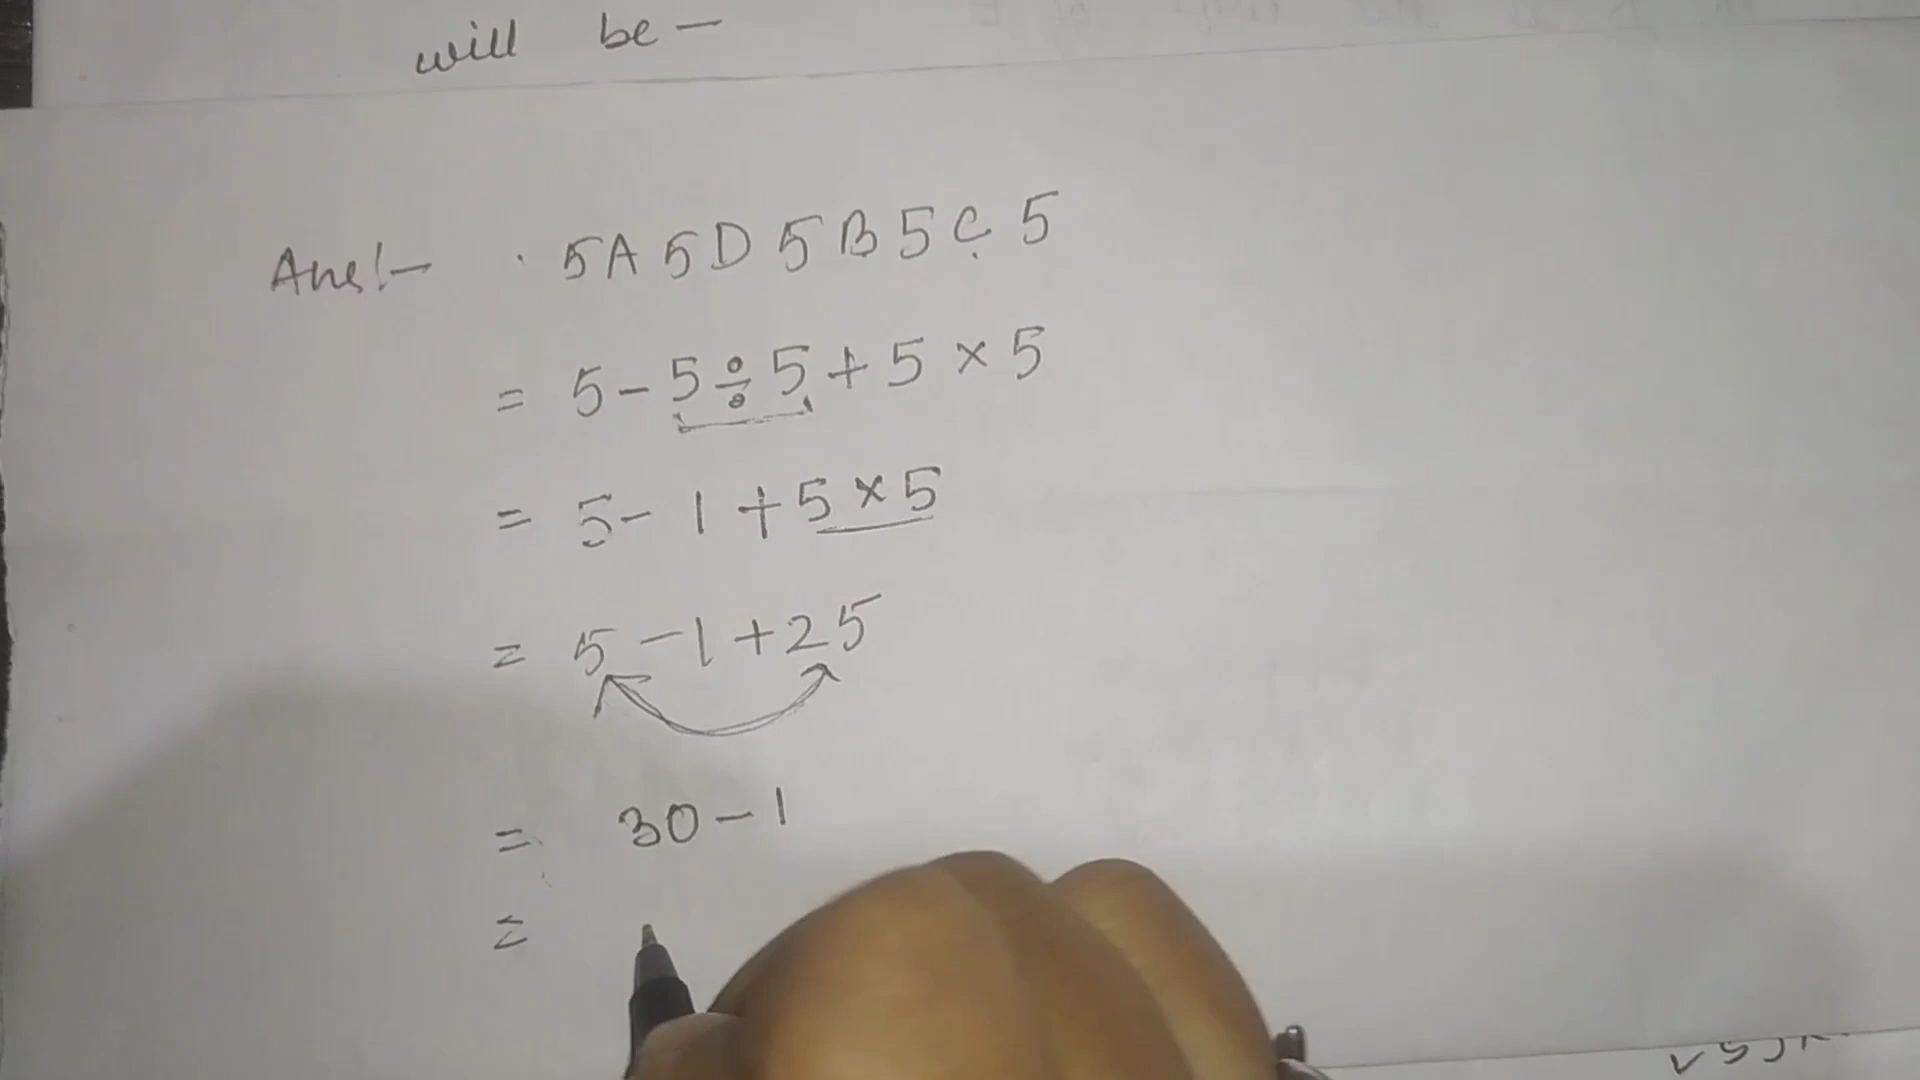 will be —
Ans:— 5A5D5B5C5
= 5-5÷5+5×5
= 5-1+5×5
= 5-1+25
= 30-1
=